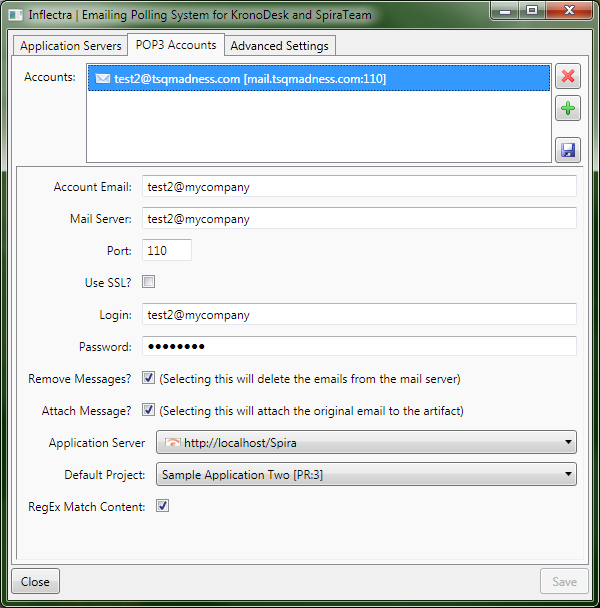 Inflectra | Emailing Polling System for KronoDesk and SpiraTeam
Application Servers POP3 Accounts Advanced Settings
Accounts: test2@tsqmadness.com [mail.tsqmadness.com:110]
Account Email: test2@mycompany
Mail Server: test2@mycompany
Port: 110
Use SSL?
Login: test2@mycompany
Password: ●●●●●●●●
Remove Messages? (Selecting this will delete the emails from the mail server)
Attach Message? (Selecting this will attach the original email to the artifact)
Application Server http://localhost/Spira
Default Project: Sample Application Two [PR:3]
RegEx Match Content:
Close Save